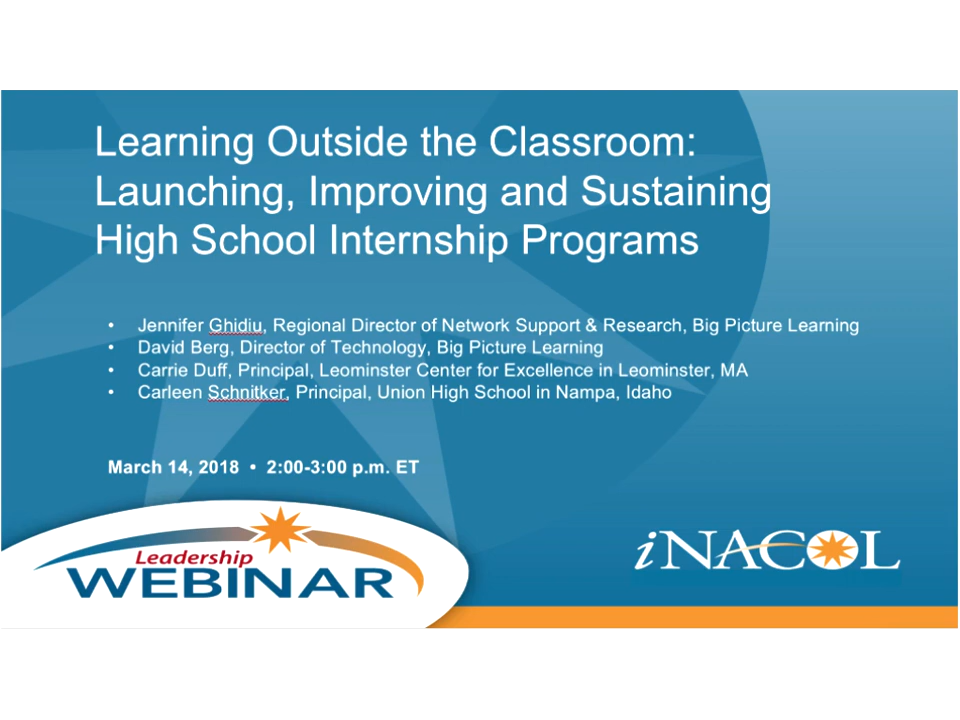 Learning Outside the Classroom:
Launching, Improving and Sustaining
High School Internship Programs
• Jennifer Ghidiu, Regional Director of Network Support & Research, Big Picture Learning
• David Berg, Director of Technology, Big Picture Learning
• Carrie Duff, Principal, Leominster Center for Excellence in Leominster, MA
• Carleen Schnitker, Principal, Union High School in Nampa, Idaho
March 14, 2018 • 2:00-3:00 p.m. ET
Leadership
WEBINAR
iNACOL